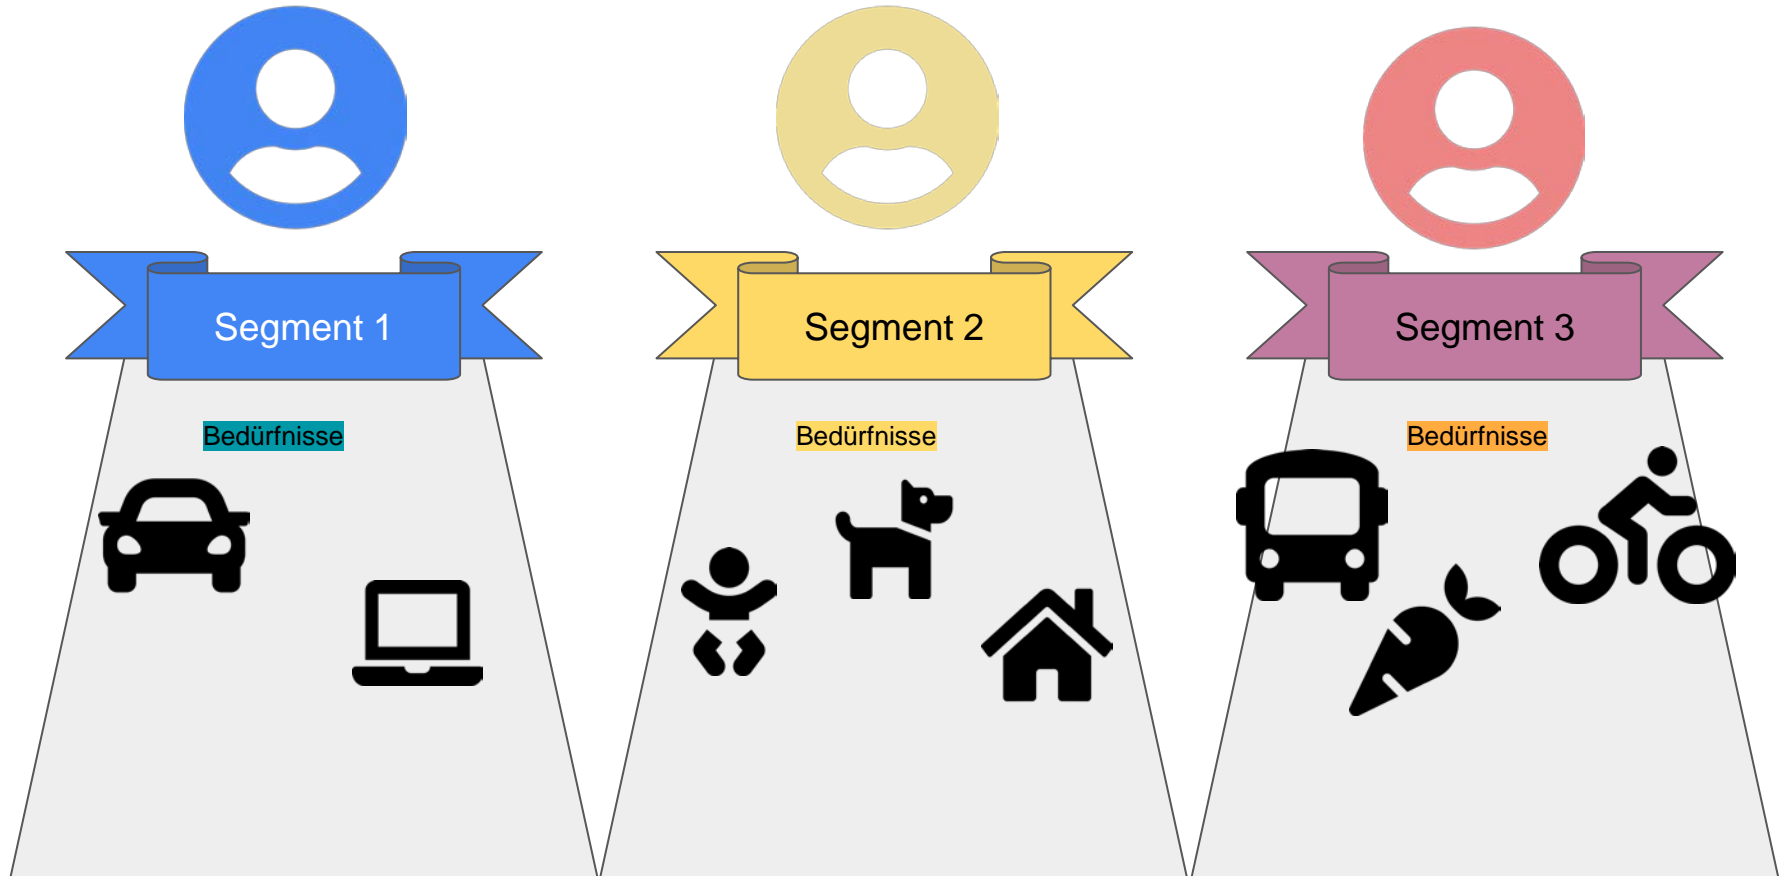 Segment 1
Segment 2
Segment 3
Bedürfnisse
Bedürfnisse
Bedürfnisse